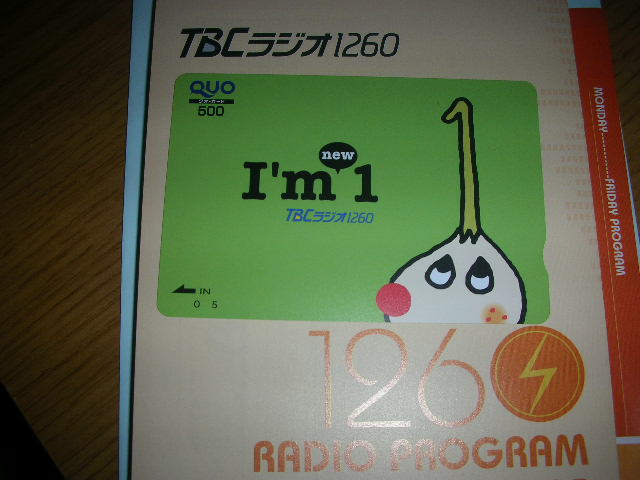 TBCラジオ1260
QUO
クオ・カード
500
new
I'm 1
TBCラジオ1260
IN
0 5
1260
RADIO PROGRAM
MONDAY............FRIDAY PROGRAM